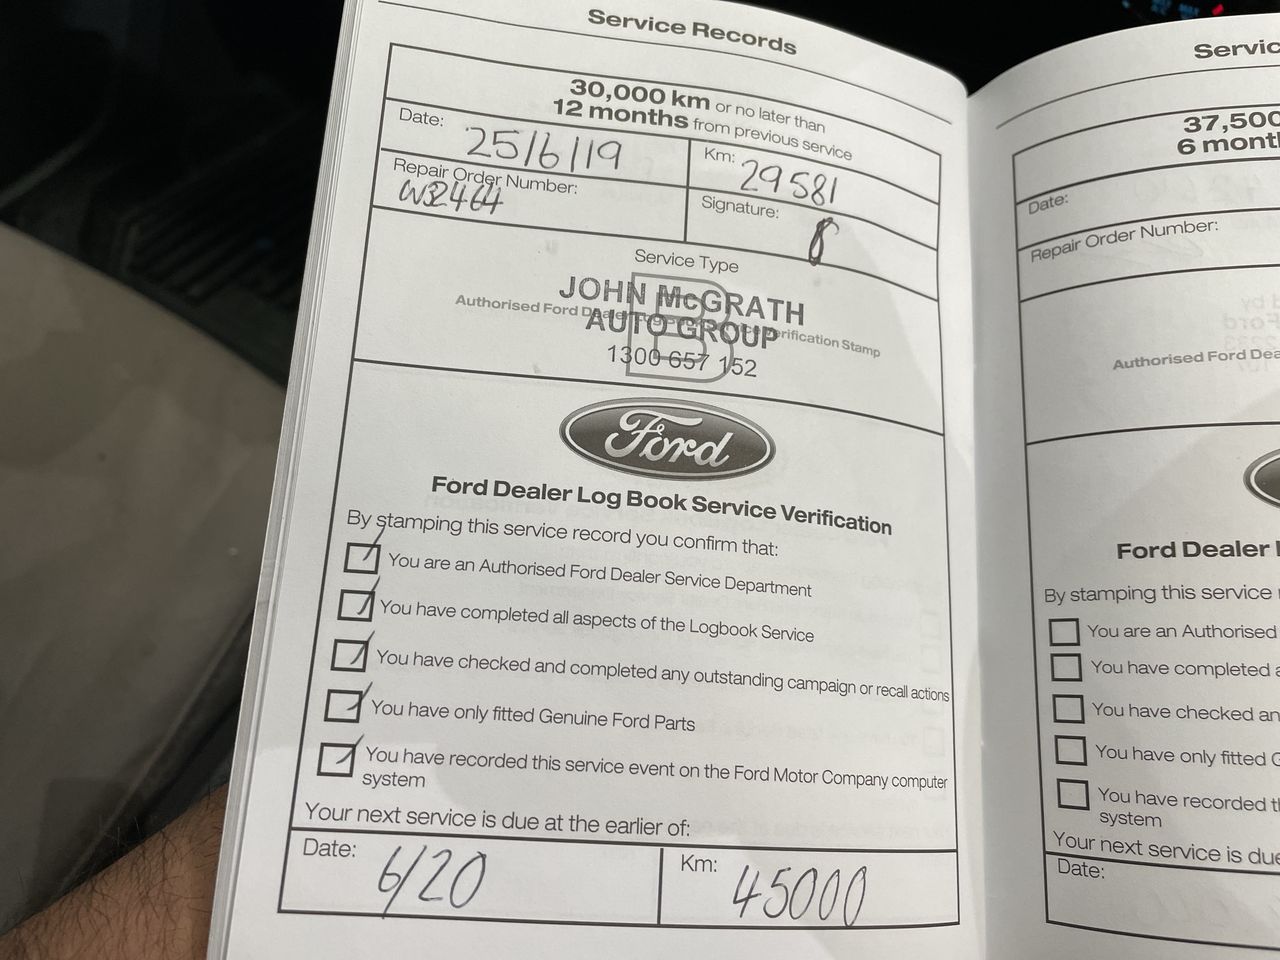 Service Records
30,000 km or no later than
12 months from previous service
Date: 25/6/19
Km: 29581
Repair Order Number:
W32464
Signature:
Service Type
B
JOHN McGRATH
Authorised Ford Dealer Log Book Service Verification Stamp
AUTO GROUP
1300 657 152
Ford
Ford Dealer Log Book Service Verification
By stamping this service record you confirm that:
You are an Authorised Ford Dealer Service Department
You have completed all aspects of the Logbook Service
You have checked and completed any outstanding campaign or recall actions
You have only fitted Genuine Ford Parts
You have recorded this service event on the Ford Motor Company computer
system
Your next service is due at the earlier of:
Date: 6/20
Km: 45000
Servic
37,500
6 mont
Date:
Repair Order Number:
Authorised Ford Dea
Ford Dealer
By stamping this service
You are an Authorised
You have completed
You have checked an
You have only fitted G
You have recorded t
system
Your next service is due
Date: